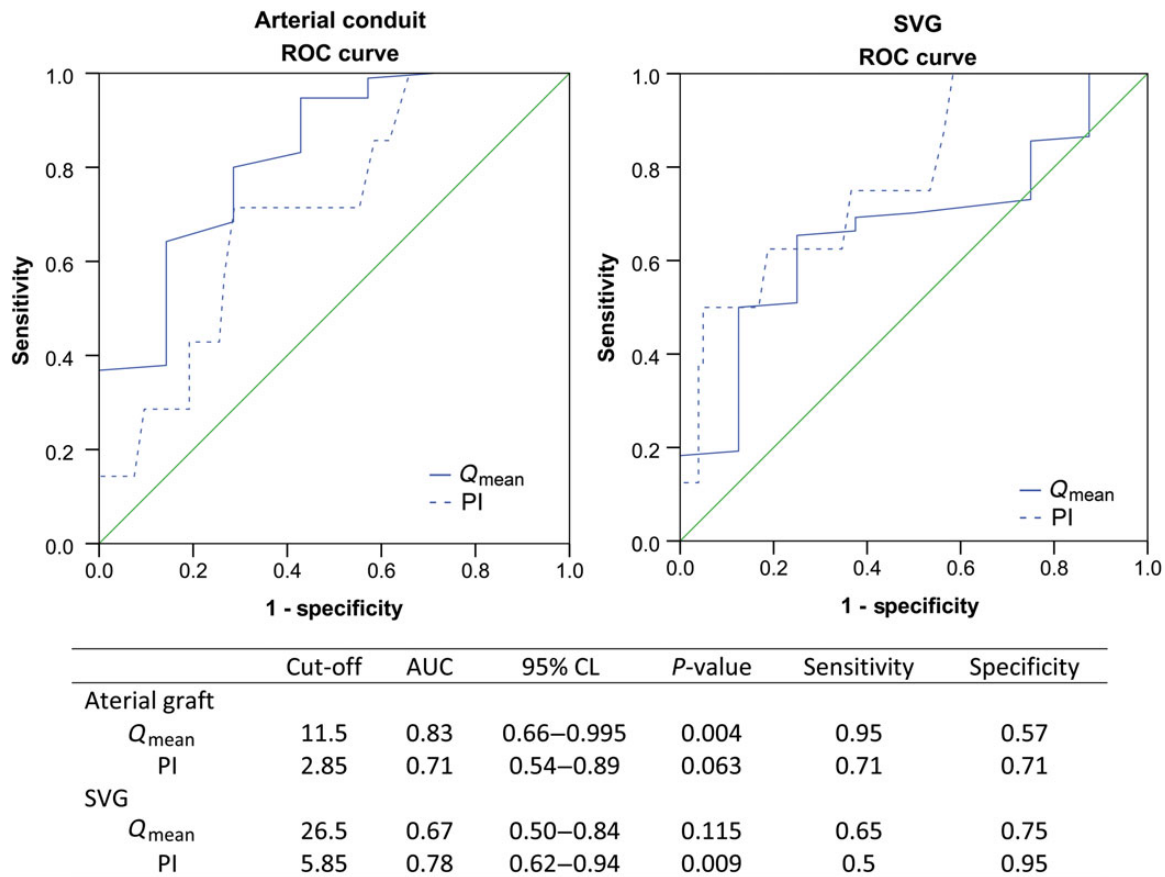 Arterial conduit
ROC curve
1.0
0.8
0.6
0.4
0.2
0.0
Sensitivity
Qmean
PI
0.0 0.2 0.4 0.6 0.8 1.0
1 - specificity
SVG
ROC curve
1.0
0.8
0.6
0.4
0.2
0.0
Sensitivity
Qmean
PI
0.0 0.2 0.4 0.6 0.8 1.0
1 - specificity
Cut-off AUC 95% CL P-value Sensitivity Specificity
Aterial graft
Qmean 11.5 0.83 0.66–0.995 0.004 0.95 0.57
PI 2.85 0.71 0.54–0.89 0.063 0.71 0.71
SVG
Qmean 26.5 0.67 0.50–0.84 0.115 0.65 0.75
PI 5.85 0.78 0.62–0.94 0.009 0.5 0.95